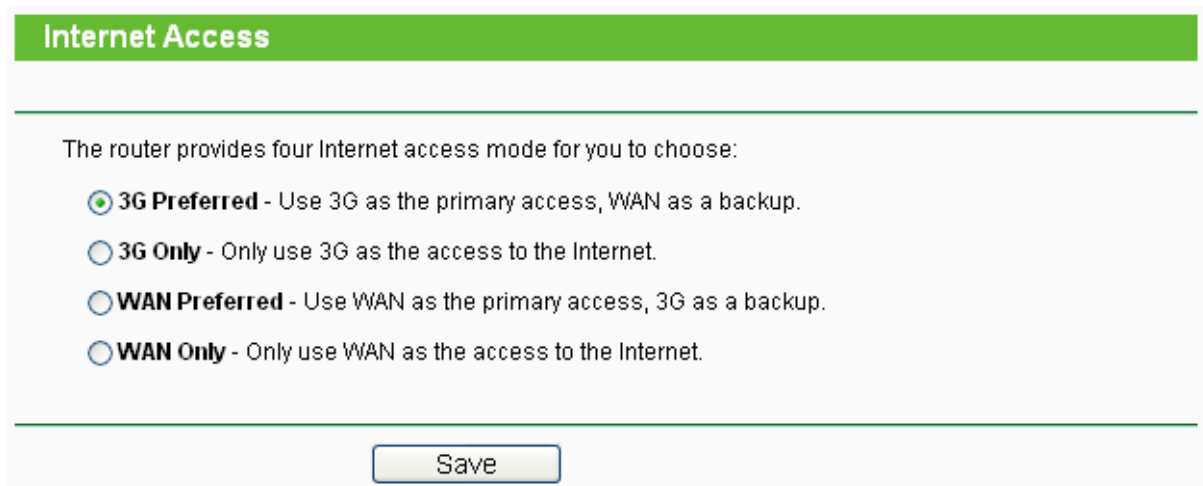 Internet Access
The router provides four Internet access mode for you to choose:
3G Preferred - Use 3G as the primary access, WAN as a backup.
3G Only - Only use 3G as the access to the Internet.
WAN Preferred - Use WAN as the primary access, 3G as a backup.
WAN Only - Only use WAN as the access to the Internet.
Save